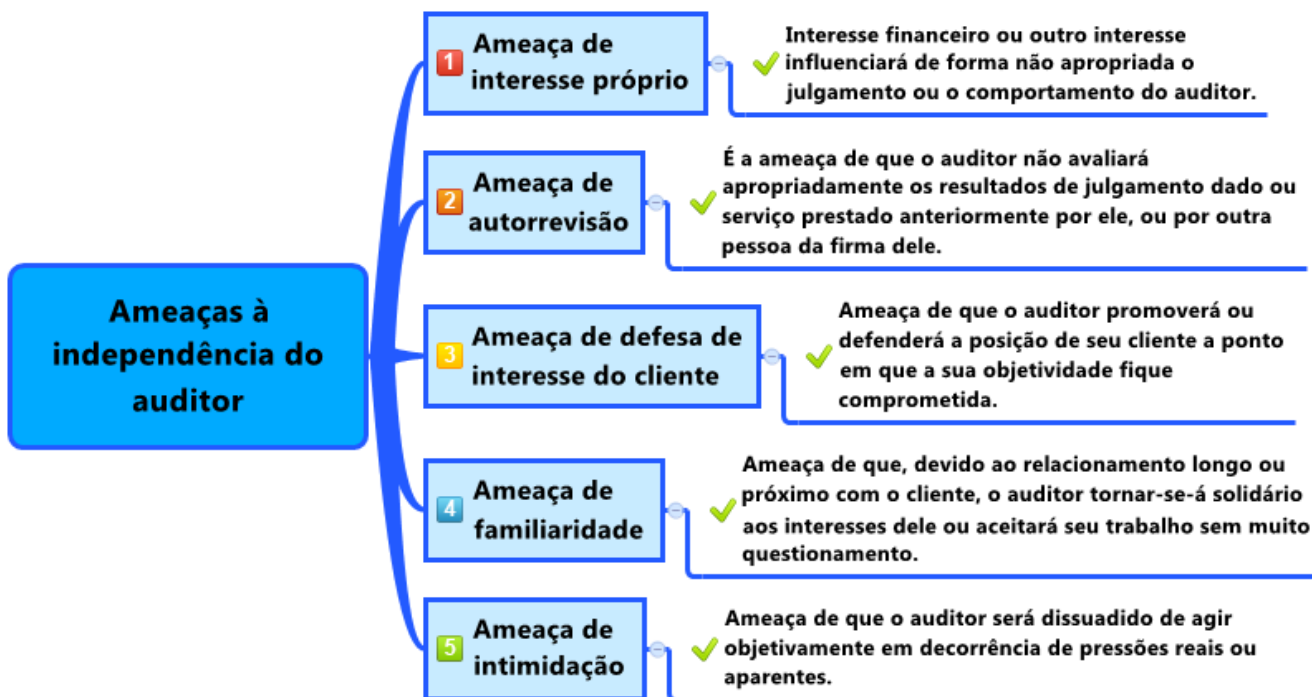 Ameaças à
independência do
auditor
1
Ameaça de
interesse próprio
Interesse financeiro ou outro interesse
influenciará de forma não apropriada o
julgamento ou o comportamento do auditor.
2
Ameaça de
autorrevisão
É a ameaça de que o auditor não avaliará
apropriadamente os resultados de julgamento dado ou
serviço prestado anteriormente por ele, ou por outra
pessoa da firma dele.
3
Ameaça de defesa de
interesse do cliente
Ameaça de que o auditor promoverá ou
defenderá a posição de seu cliente a ponto
em que a sua objetividade fique
comprometida.
4
Ameaça de
familiaridade
Ameaça de que, devido ao relacionamento longo ou
próximo com o cliente, o auditor tornar-se-á solidário
aos interesses dele ou aceitará seu trabalho sem muito
questionamento.
5
Ameaça de
intimidação
Ameaça de que o auditor será dissuadido de agir
objetivamente em decorrência de pressões reais ou
aparentes.